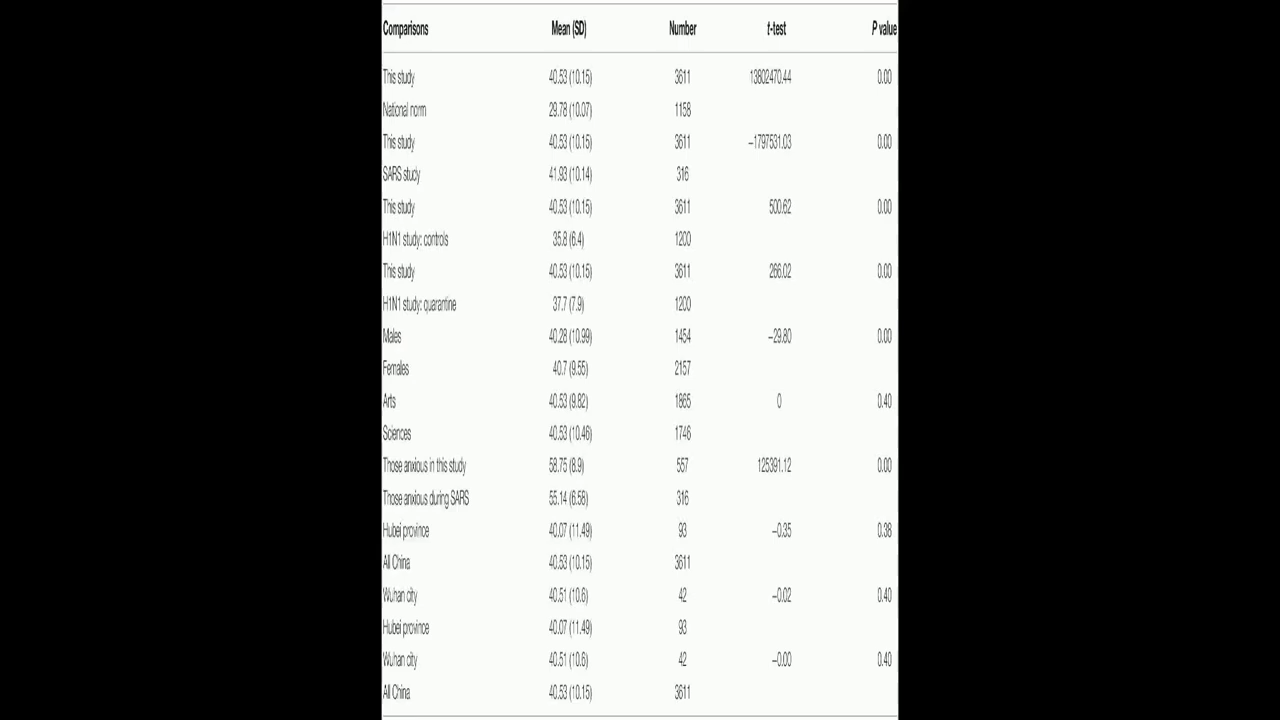 Comparisons Mean (SD) Number t-test P value
This study 40.53 (10.15) 3611 13802470.44 0.00
National norm 29.78 (10.07) 1158
This study 40.53 (10.15) 3611 −1797531.03 0.00
SARS study 41.93 (10.14) 316
This study 40.53 (10.15) 3611 500.62 0.00
H1N1 study: controls 35.8 (6.4) 1200
This study 40.53 (10.15) 3611 266.02 0.00
H1N1 study: quarantine 37.7 (7.9) 1200
Males 40.28 (10.99) 1454 −29.80 0.00
Females 40.7 (9.55) 2157
Arts 40.53 (9.82) 1865 0 0.40
Sciences 40.53 (10.46) 1746
Those anxious in this study 58.75 (8.9) 557 125391.12 0.00
Those anxious during SARS 55.14 (6.58) 316
Hubei province 40.07 (11.49) 93 −0.35 0.38
All China 40.53 (10.15) 3611
Wuhan city 40.51 (10.6) 42 −0.02 0.40
Hubei province 40.07 (11.49) 93
Wuhan city 40.51 (10.6) 42 −0.00 0.40
All China 40.53 (10.15) 3611